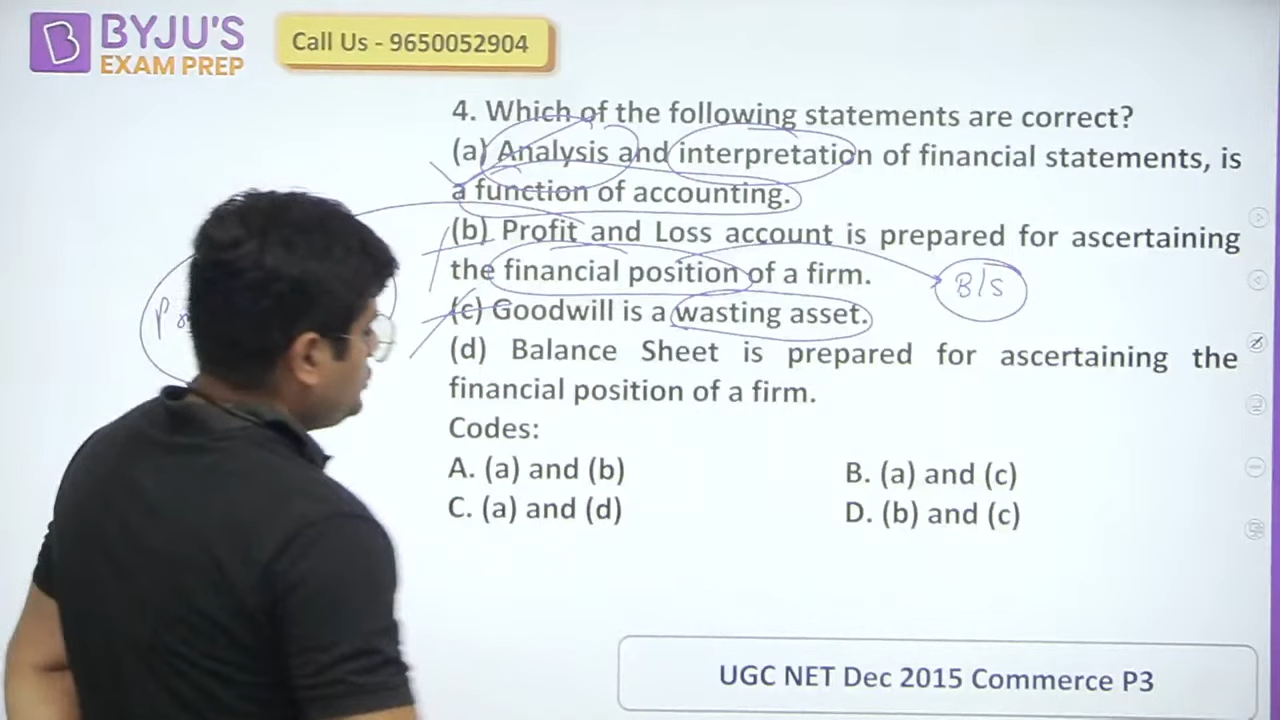 BYJU'S
EXAM PREP
Call Us - 9650052904
4. Which of the following statements are correct?
(a) Analysis and interpretation of financial statements, is
a function of accounting.
(b) Profit and Loss account is prepared for ascertaining
the financial position of a firm.
B/S
(c) Goodwill is a wasting asset.
(d) Balance Sheet is prepared for ascertaining the
financial position of a firm.
Codes:
A. (a) and (b)
B. (a) and (c)
C. (a) and (d)
D. (b) and (c)
UGC NET Dec 2015 Commerce P3